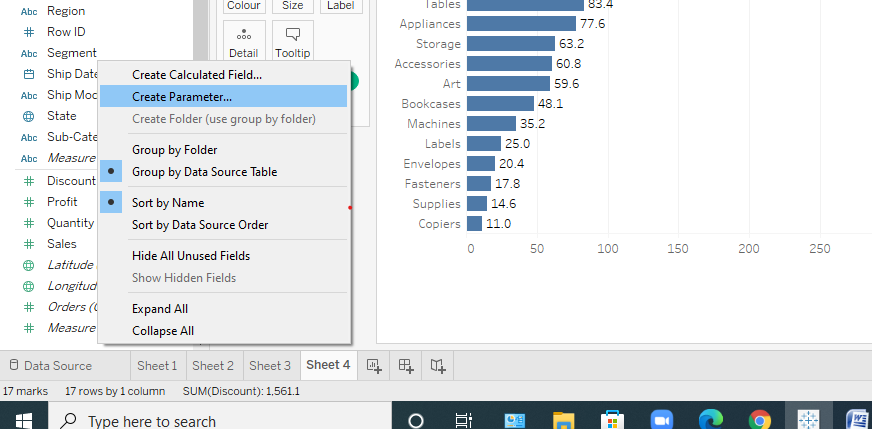 Abc Region
# Row ID
Abc Segment
Ship Date
Abc Ship Mod
State
Abc Sub-Cate
Abc Measure
# Discount
# Profit
# Quantity
# Sales
Latitude
Longitud
# Orders (
# Measure
Colour Size Label
Detail Tooltip
Create Calculated Field...
Create Parameter...
Create Folder (use group by folder)
Group by Folder
Group by Data Source Table
Sort by Name
Sort by Data Source Order
Hide All Unused Fields
Show Hidden Fields
Expand All
Collapse All
Tables 83.4
Appliances 77.6
Storage 63.2
Accessories 60.8
Art 59.6
Bookcases 48.1
Machines 35.2
Labels 25.0
Envelopes 20.4
Fasteners 17.8
Supplies 14.6
Copiers 11.0
0 50 100 150 200 250
Data Source Sheet 1 Sheet 2 Sheet 3 Sheet 4
17 marks 17 rows by 1 column SUM(Discount): 1,561.1
Type here to search